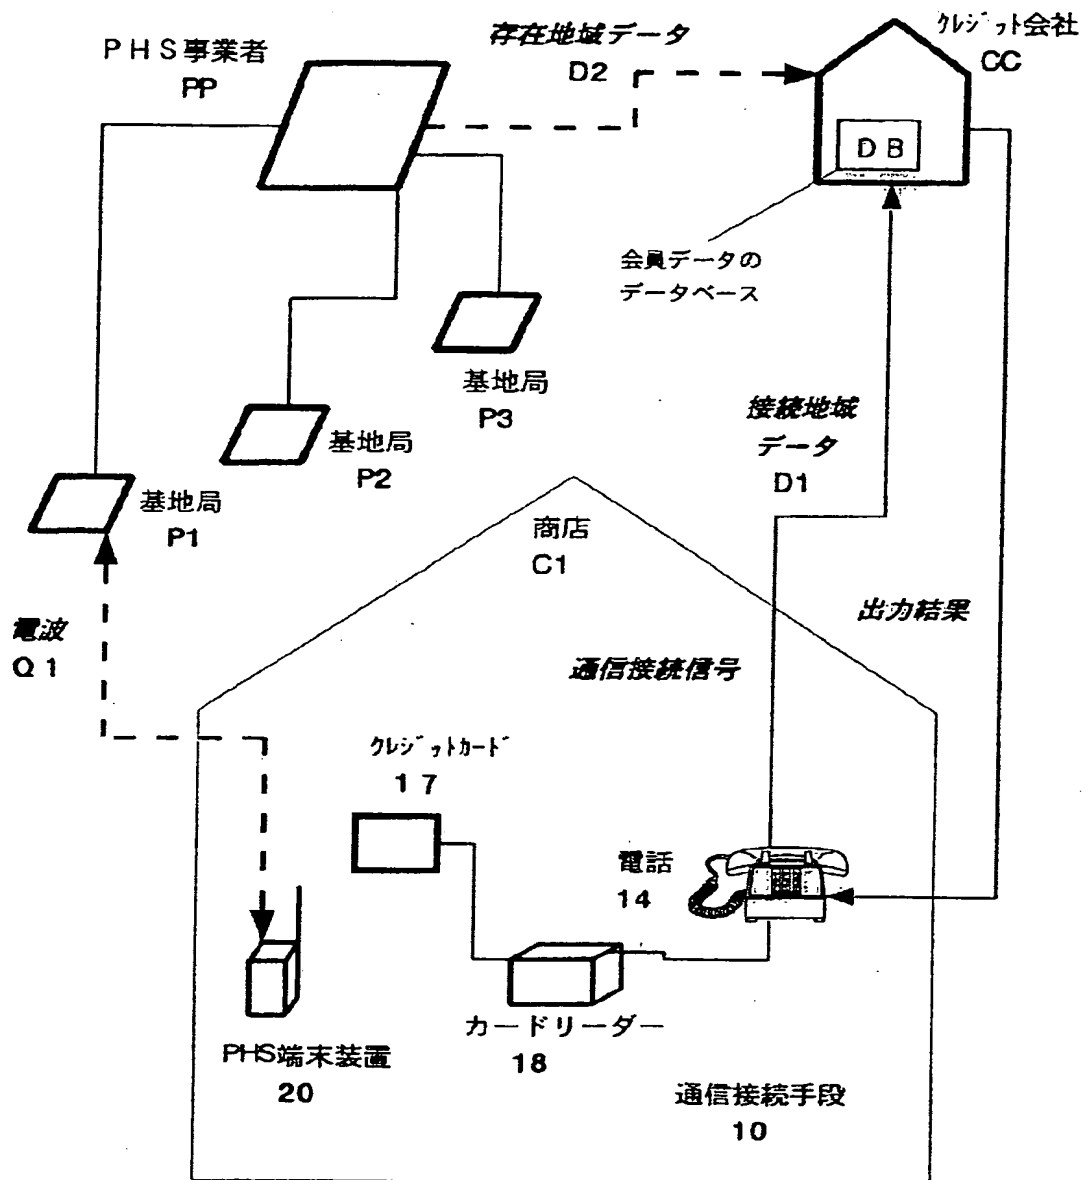 PHS事業者
PP
存在地域データ
D2
クレジット会社
CC
DB
会員データの
データベース
基地局
P3
基地局
P2
基地局
P1
接続地域
データ
D1
商店
C1
出力結果
電波
Q1
通信接続信号
クレジットカード
17
電話
14
カードリーダー
18
PHS端末装置
20
通信接続手段
10